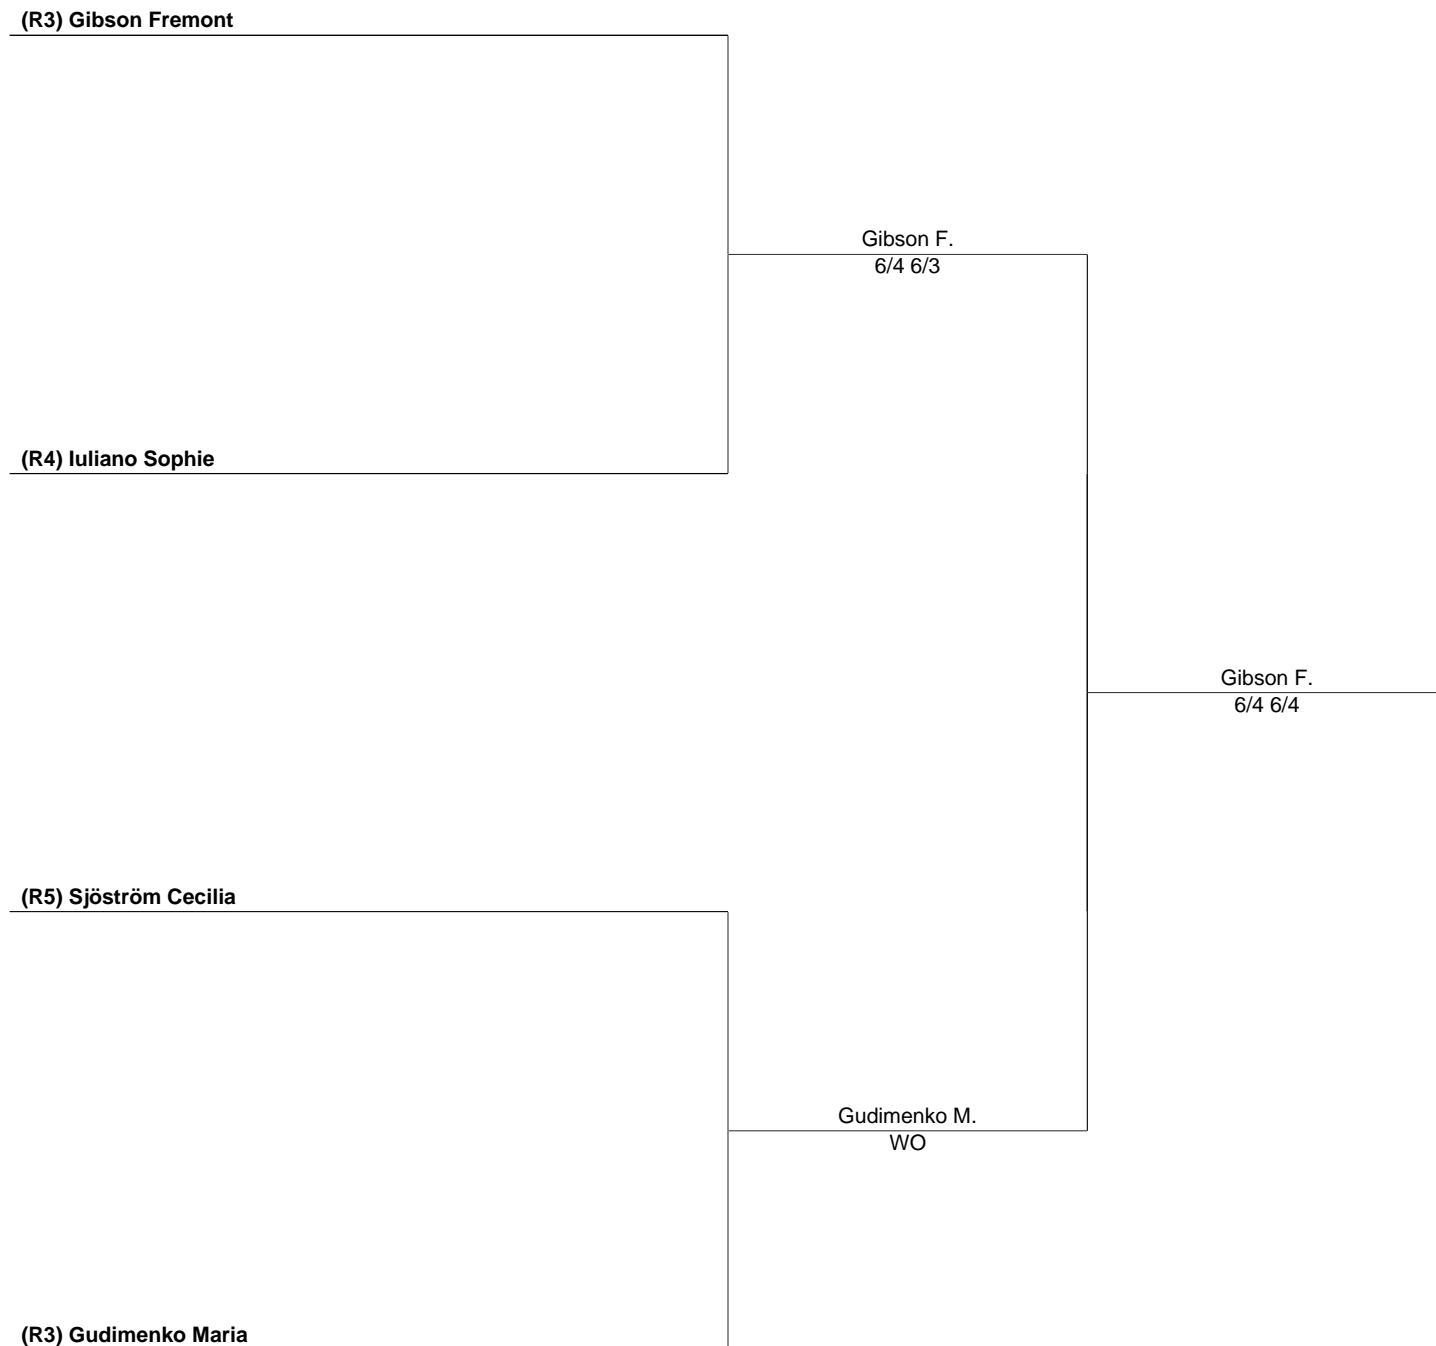 (R3) Gibson Fremont
Gibson F.
6/4 6/3
(R4) Iuliano Sophie
Gibson F.
6/4 6/4
(R5) Sjöström Cecilia
Gudimenko M.
WO
(R3) Gudimenko Maria